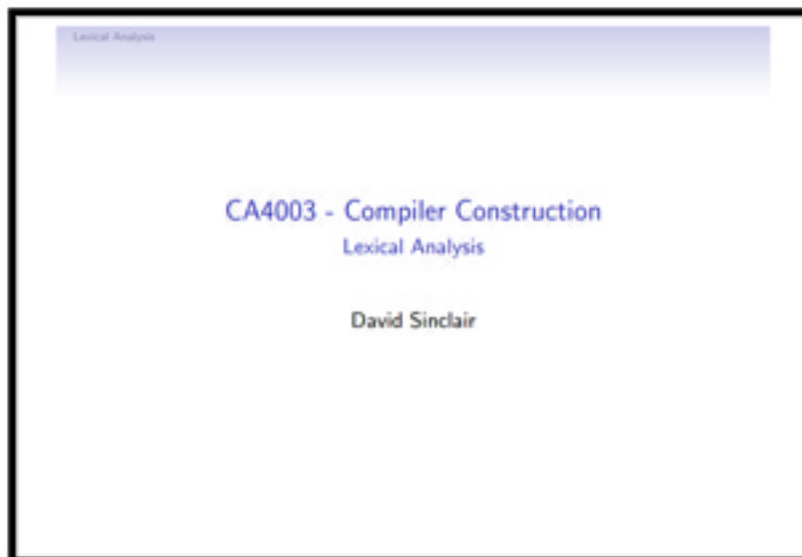 Lexical Analysis
CA4003 - Compiler Construction
Lexical Analysis
David Sinclair